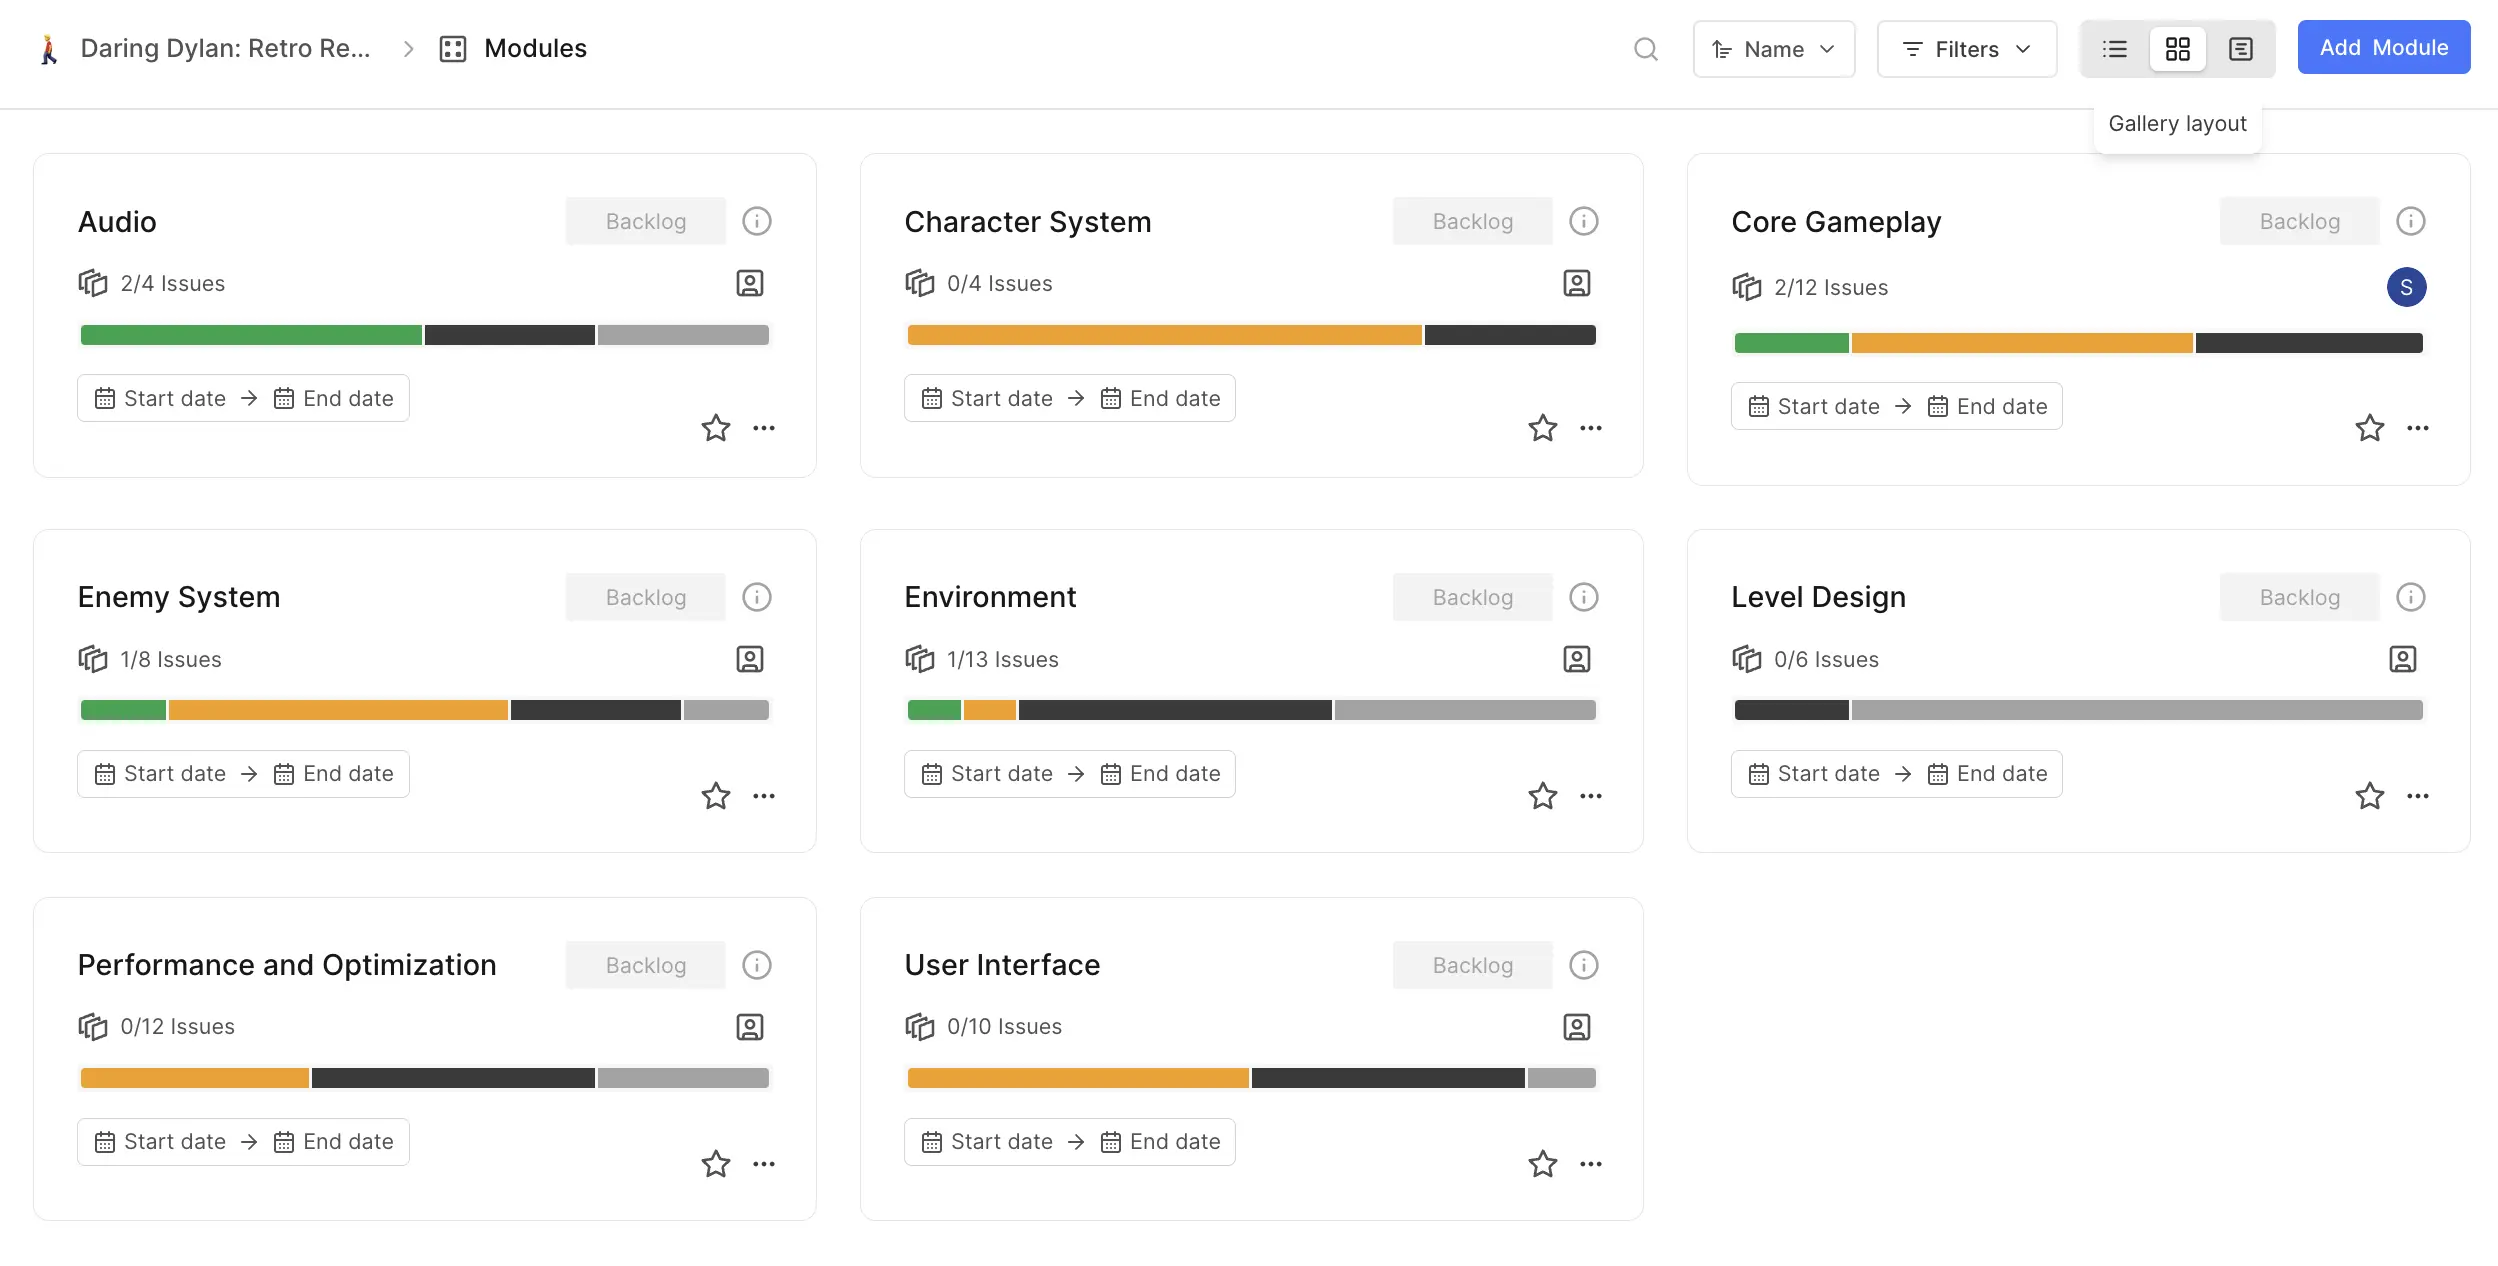 Daring Dylan: Retro Re... Modules Name Filters Add Module
Gallery layout
Audio Backlog
2/4 Issues
Start date End date
Character System Backlog
0/4 Issues
Start date End date
Core Gameplay Backlog
2/12 Issues S
Start date End date
Enemy System Backlog
1/8 Issues
Start date End date
Environment Backlog
1/13 Issues
Start date End date
Level Design Backlog
0/6 Issues
Start date End date
Performance and Optimization Backlog
0/12 Issues
Start date End date
User Interface Backlog
0/10 Issues
Start date End date